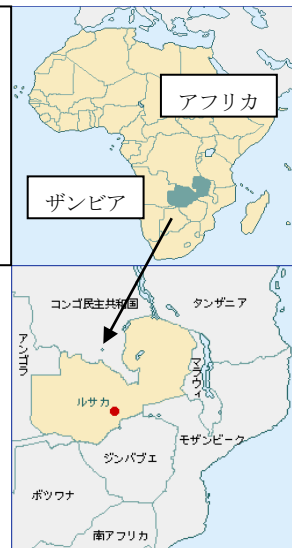 アフリカ
ザンビア
コンゴ民主共和国
タンザニア
アンゴラ
マラウィ
ルサカ
モザンビーク
ジンバブエ
ボツワナ
南アフリカ